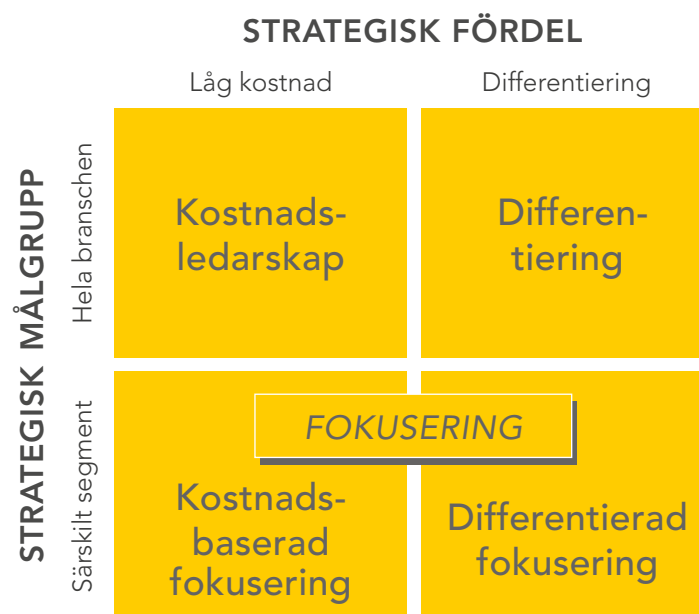 STRATEGISK FÖRDEL
Låg kostnad
Differentiering
STRATEGISK MÅLGRUPP
Hela branschen
Kostnads-
ledarskap
Differen-
tiering
Särskilt segment
FOKUSERING
Kostnads-
baserad
fokusering
Differentierad
fokusering